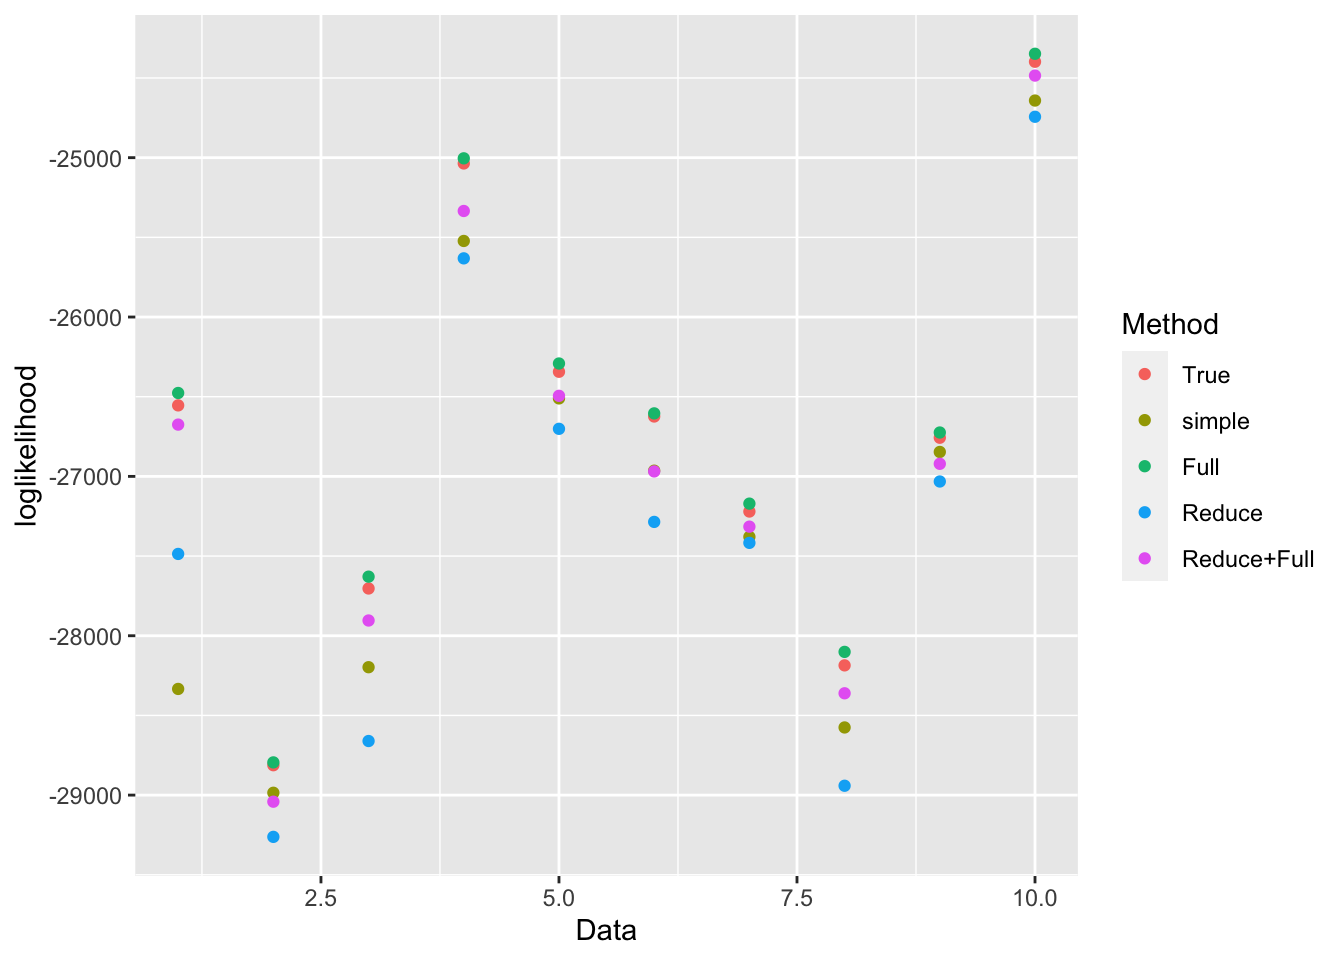 loglikelihood
-25000
-26000
-27000
-28000
-29000
2.5
5.0
7.5
10.0
Data
Method
True
simple
Full
Reduce
Reduce+Full